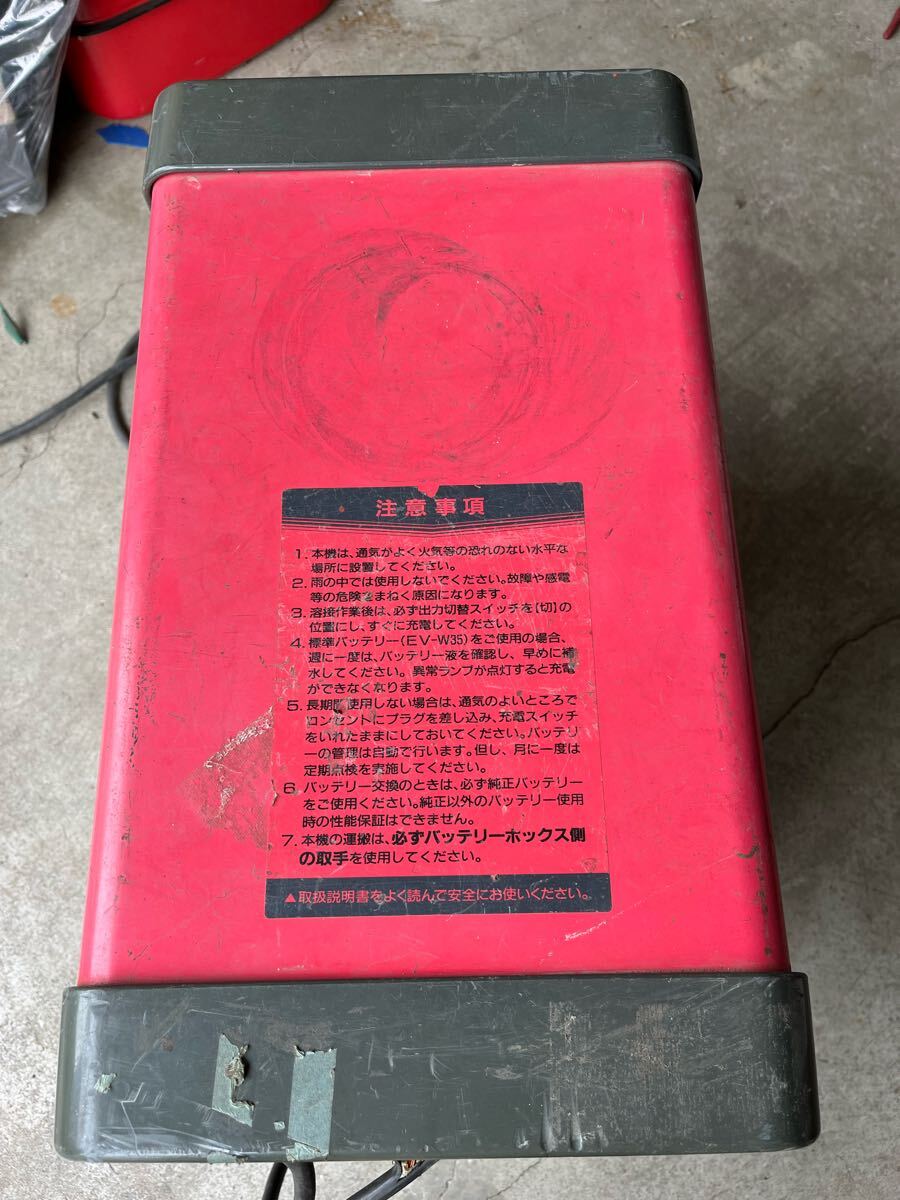 注意事項
1. 本機は、通気がよく火気等の恐れのない水平な
場所に設置してください。
2. 雨の中では使用しないでください。故障や感電
等の危険をまねく原因になります。
3. 溶接作業後は、必ず出力切替スイッチを【切】の
位置にし、すぐに充電してください。
4. 標準バッテリー(EV-W35)をご使用の場合、
週に一度は、バッテリー液を確認し、早めに補
水してください。異常ランプが点灯すると充電
ができなくなります。
5. 長期間使用しない場合は、通気のよいところで
コンセントにプラグを差し込み、充電スイッチ
をいれたままにしておいてください。バッテリ
ーの管理は自動で行います。但し、月に一度は
定期点検を実施してください。
6. バッテリー交換のときは、必ず純正バッテリー
をご使用ください。純正以外のバッテリー使用
時の性能保証はできません。
7. 本機の運搬は、必ずバッテリーボックス側
の取手を使用してください。
▲取扱説明書をよく読んで安全にお使いください。